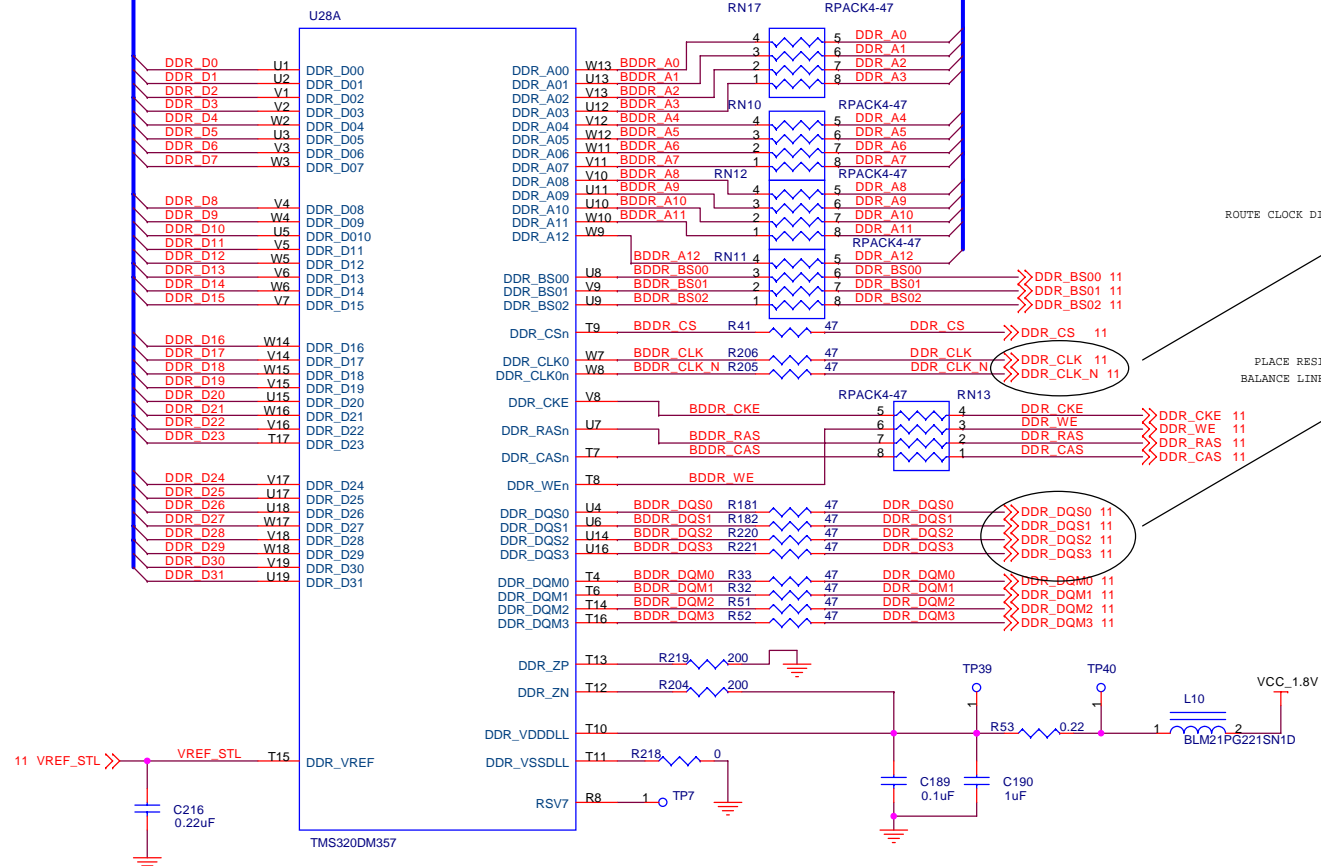 U28A RN17 RPACK4-47
4 5 DDR_A0
3 6 DDR_A1
DDR_D0 U1 DDR_D00 DDR_A00 W13 BDDR_A0 2 7 DDR_A2
DDR_D1 U2 DDR_D01 DDR_A01 U13 BDDR_A1 1 8 DDR_A3
DDR_D2 V1 DDR_D02 DDR_A02 V13 BDDR_A2
DDR_D3 V2 DDR_D03 DDR_A03 U12 BDDR_A3 RN10 RPACK4-47
DDR_D4 W2 DDR_D04 DDR_A04 V12 BDDR_A4 4 5 DDR_A4
DDR_D5 U3 DDR_D05 DDR_A05 W12 BDDR_A5 3 6 DDR_A5
DDR_D6 V3 DDR_D06 DDR_A06 W11 BDDR_A6 2 7 DDR_A6
DDR_D7 W3 DDR_D07 DDR_A07 V11 BDDR_A7 1 8 DDR_A7
DDR_A08 V10 BDDR_A8 RN12 RPACK4-47
DDR_A09 U11 BDDR_A9 4 5 DDR_A8
DDR_D8 V4 DDR_D08 DDR_A10 U10 BDDR_A10 3 6 DDR_A9
DDR_D9 W4 DDR_D09 DDR_A11 W10 BDDR_A11 2 7 DDR_A10
DDR_D10 U5 DDR_D010 DDR_A12 W9 1 8 DDR_A11
ROUTE CLOCK DI
DDR_D11 V5 DDR_D11 RPACK4-47
DDR_D12 W5 DDR_D12 BDDR_A12 RN11 4 5 DDR_A12
DDR_D13 V6 DDR_D13 DDR_BS00 U8 BDDR_BS00 3 6 DDR_BS00 DDR_BS00 11
DDR_D14 W6 DDR_D14 DDR_BS01 V9 BDDR_BS01 2 7 DDR_BS01 DDR_BS01 11
DDR_D15 V7 DDR_D15 DDR_BS02 U9 BDDR_BS02 1 8 DDR_BS02 DDR_BS02 11
DDR_CSn T9 BDDR_CS R41 47 DDR_CS DDR_CS 11
DDR_D16 W14 DDR_D16
DDR_D17 V14 DDR_D17 DDR_CLK0 W7 BDDR_CLK R206 47 DDR_CLK DDR_CLK 11
DDR_D18 W15 DDR_D18 DDR_CLK0n W8 BDDR_CLK_N R205 47 DDR_CLK_N DDR_CLK_N 11
PLACE RESI
BALANCE LINE
DDR_D19 V15 DDR_D19
DDR_D20 U15 DDR_D20 DDR_CKE V8 RPACK4-47 RN13
DDR_D21 W16 DDR_D21 BDDR_CKE 5 4 DDR_CKE DDR_CKE 11
DDR_D22 V16 DDR_D22 DDR_RASn U7 6 3 DDR_WE DDR_WE 11
DDR_D23 T17 DDR_D23 BDDR_RAS 7 2 DDR_RAS DDR_RAS 11
DDR_CASn T7 BDDR_CAS 8 1 DDR_CAS DDR_CAS 11
DDR_D24 V17 DDR_D24 DDR_WEn T8 BDDR_WE
DDR_D25 U17 DDR_D25
DDR_D26 U18 DDR_D26 DDR_DQS0 U4 BDDR_DQS0 R181 47 DDR_DQS0 DDR_DQS0 11
DDR_D27 W17 DDR_D27 DDR_DQS1 U6 BDDR_DQS1 R182 47 DDR_DQS1 DDR_DQS1 11
DDR_D28 V18 DDR_D28 DDR_DQS2 U14 BDDR_DQS2 R220 47 DDR_DQS2 DDR_DQS2 11
DDR_D29 W18 DDR_D29 DDR_DQS3 U16 BDDR_DQS3 R221 47 DDR_DQS3 DDR_DQS3 11
DDR_D30 V19 DDR_D30
DDR_D31 U19 DDR_D31 DDR_DQM0 T4 BDDR_DQM0 R33 47 DDR_DQM0 DDR_DQM0 11
DDR_DQM1 T6 BDDR_DQM1 R32 47 DDR_DQM1 DDR_DQM1 11
DDR_DQM2 T14 BDDR_DQM2 R51 47 DDR_DQM2 DDR_DQM2 11
DDR_DQM3 T16 BDDR_DQM3 R52 47 DDR_DQM3 DDR_DQM3 11
DDR_ZP T13 R219 200
TP39 TP40
DDR_ZN T12 R204 200 VCC_1.8V
1 1 L10
DDR_VDDDLL T10 R53 0.22 1 2
BLM21PG221SN1D
11 VREF_STL VREF_STL T15 DDR_VREF DDR_VSSDLL T11 R218 0
C189 C190
0.1uF 1uF
RSV7 R8 1 TP7
C216
0.22uF
TMS320DM357